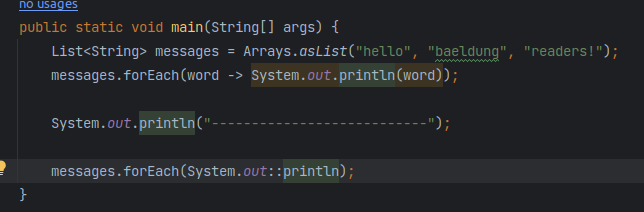 no usages
public static void main(String[] args) {
List<String> messages = Arrays.asList("hello", "baeldung", "readers!");
messages.forEach(word -> System.out.println(word));
System.out.println("---------------------------");
messages.forEach(System.out::println);
}